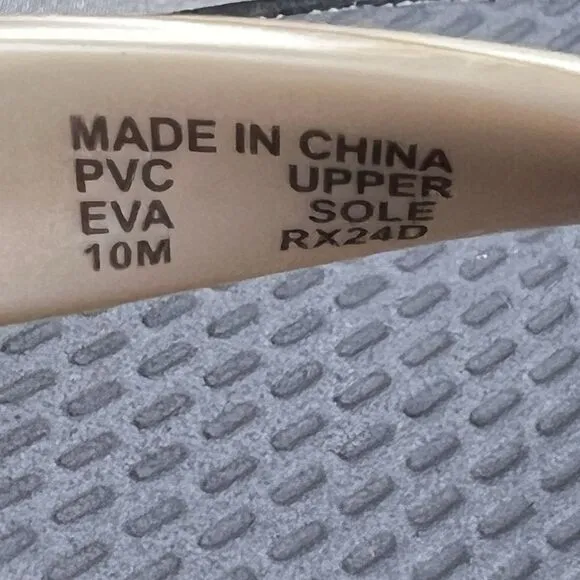 MADE IN CHINA
PVC UPPER
EVA SOLE
10M RX24D